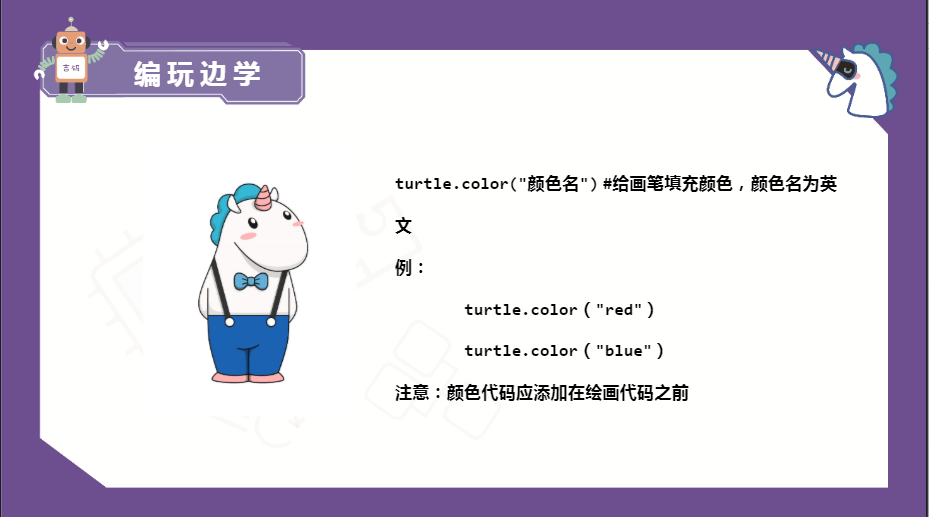 编玩边学
turtle.color("颜色名")#给画笔填充颜色，颜色名为英
文
例：
turtle.color（"red"）
turtle.color（"blue"）
注意：颜色代码应添加在绘画代码之前